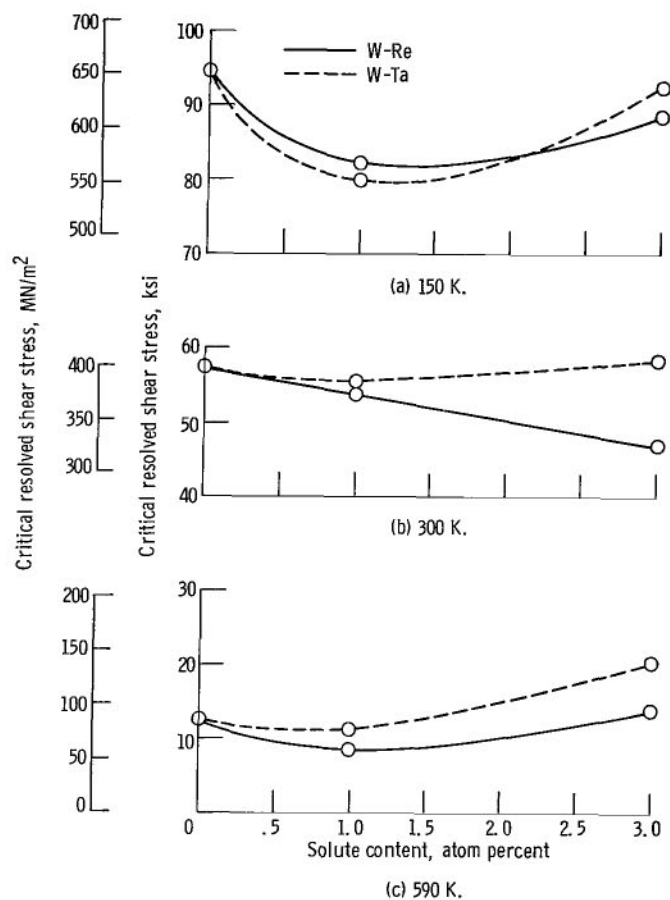 Critical resolved shear stress, MN/m²
Critical resolved shear stress, ksi
700
650
600
550
500
100
90
80
70
W-Re
W-Ta
(a) 150 K.
400
350
300
60
50
40
(b) 300 K.
200
150
100
50
0
30
20
10
0 .5 1.0 1.5 2.0 2.5 3.0
Solute content, atom percent
(c) 590 K.